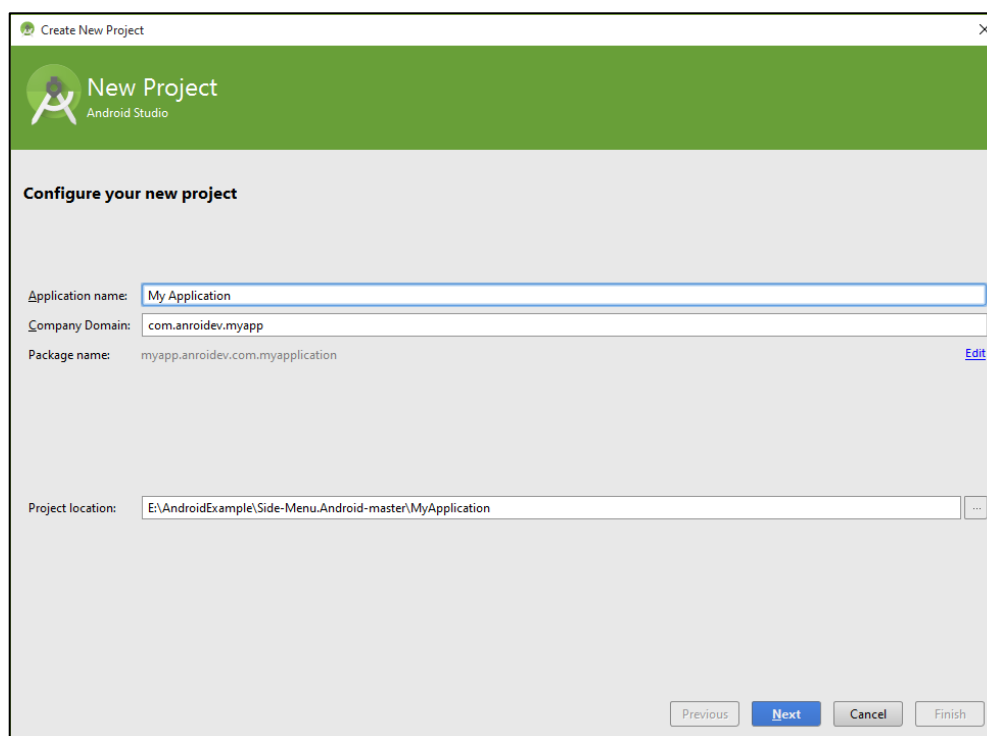 Create New Project
New Project
Android Studio
Configure your new project
Application name: My Application
Company Domain: com.anroidev.myapp
Package name: myapp.anroidev.com.myapplication Edit
Project location: E:\AndroidExample\Side-Menu.Android-master\MyApplication ...
Previous Next Cancel Finish